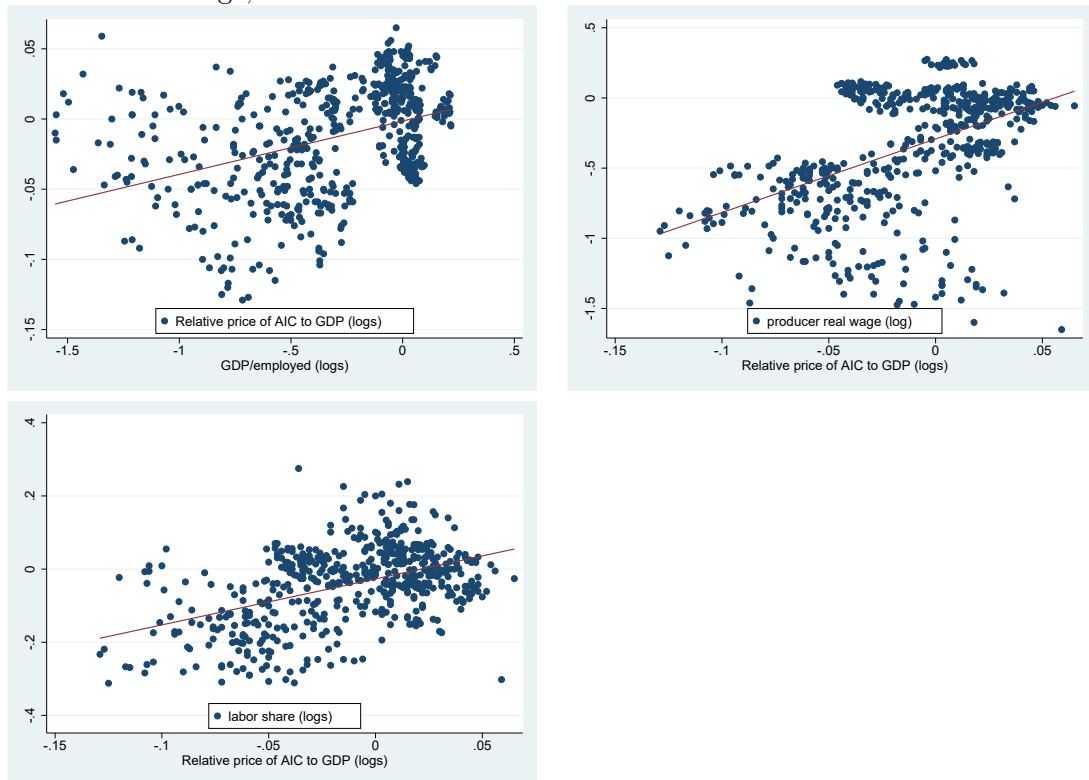 .05
0
-.05
-.1
-.15
Relative price of AIC to GDP (logs)
-1.5 -1 -.5 0 .5
GDP/employed (logs)
.5
0
-.5
-1
-1.5
producer real wage (log)
-.15 -.1 -.05 0 .05
Relative price of AIC to GDP (logs)
.4
.2
0
-.2
-.4
labor share (logs)
-.15 -.1 -.05 0 .05
Relative price of AIC to GDP (logs)